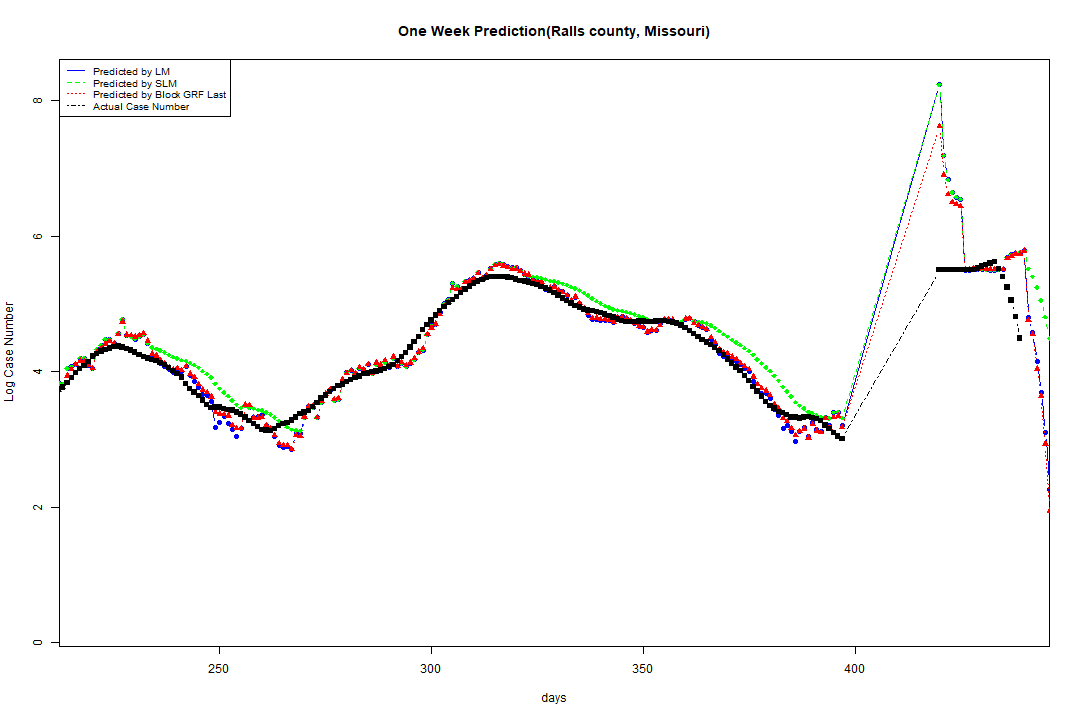 One Week Prediction(Ralls county, Missouri)
Predicted by LM
Predicted by SLM
Predicted by Block GRF Last
Actual Case Number
8
6
4
2
0
Log Case Number
250 300 350 400
days